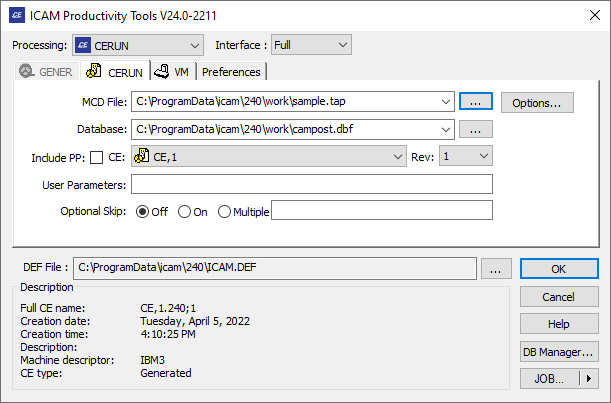 CE ICAM Productivity Tools V24.0-2211
Processing: CE CERUN Interface : Full
GENER CERUN VM Preferences
MCD File: C:\ProgramData\icam\240\work\sample.tap ... Options...
Database: C:\ProgramData\icam\240\work\campost.dbf ...
Include PP: CE: CE,1 Rev: 1
User Parameters:
Optional Skip: Off On Multiple
DEF File : C:\ProgramData\icam\240\ICAM.DEF ... OK
Description
Cancel
Full CE name: CE,1.240;1
Creation date: Tuesday, April 5, 2022
Help
Creation time: 4:10:25 PM
Description:
DB Manager...
Machine descriptor: IBM3
CE type: Generated
JOB...